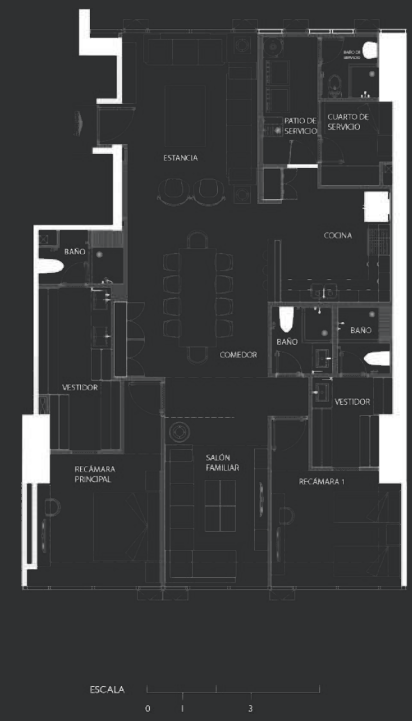 BAÑO DE
SERVICIO
PATIO DE
SERVICIO
CUARTO DE
SERVICIO
ESTANCIA
COCINA
BAÑO
BAÑO
BAÑO
COMEDOR
VESTIDOR
VESTIDOR
SALÓN
FAMILIAR
RECÁMARA
PRINCIPAL
RECÁMARA 1
ESCALA
0 1 3